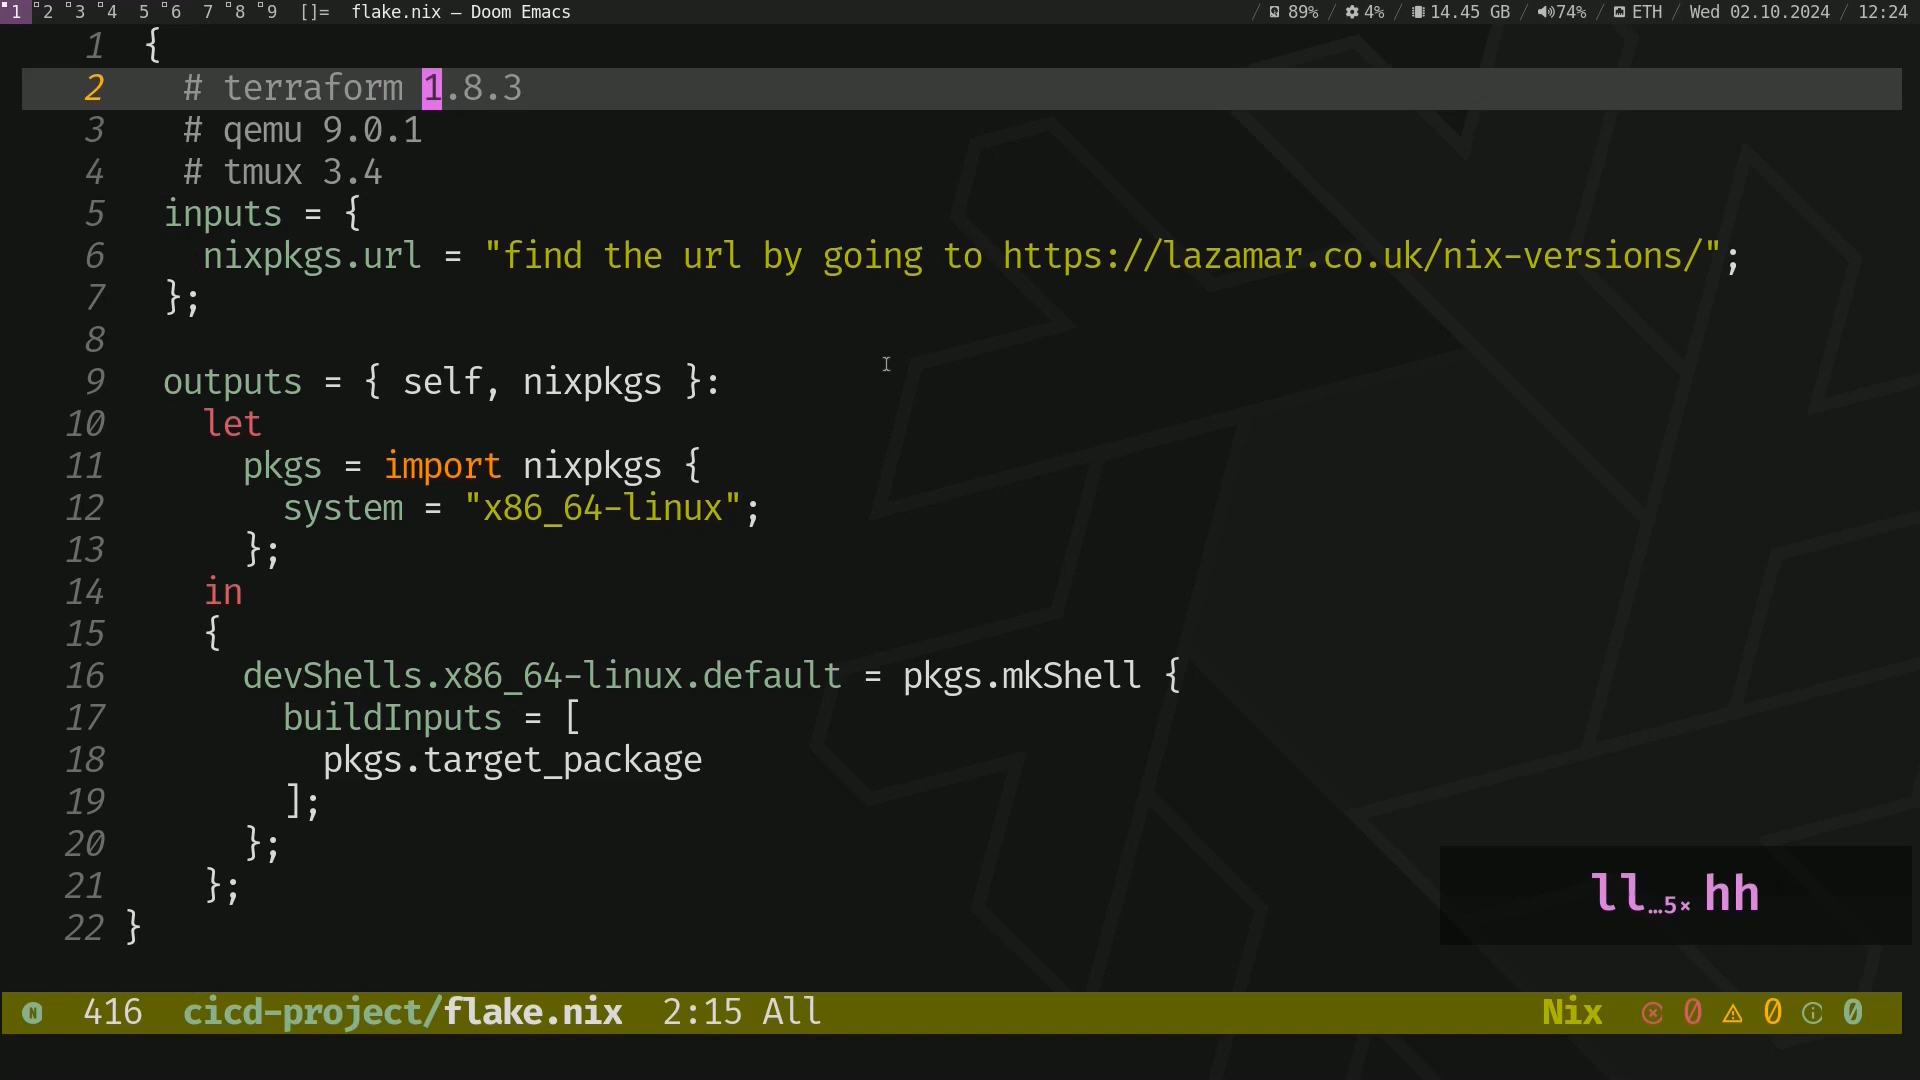 1 2 3 4 5 6 7 8 9 []= flake.nix — Doom Emacs 89% / 4% / 14.45 GB / 74% / ETH / Wed 02.10.2024 / 12:24
1 {
2 # terraform 1.8.3
3 # qemu 9.0.1
4 # tmux 3.4
5 inputs = {
6 nixpkgs.url = "find the url by going to https://lazamar.co.uk/nix-versions/";
7 };
8
9 outputs = { self, nixpkgs }:
10 let
11 pkgs = import nixpkgs {
12 system = "x86_64-linux";
13 };
14 in
15 {
16 devShells.x86_64-linux.default = pkgs.mkShell {
17 buildInputs = [
18 pkgs.target_package
19 ];
20 };
21 };
22 }
ll…5× hh
N 416 cicd-project/flake.nix 2:15 All Nix 0 0 0